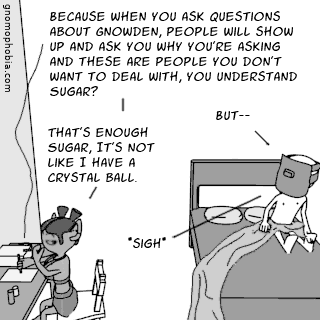 gnomophobia.com
BECAUSE WHEN YOU ASK QUESTIONS
ABOUT GNOWDEN, PEOPLE WILL SHOW
UP AND ASK YOU WHY YOU'RE ASKING
AND THESE ARE PEOPLE YOU DON'T
WANT TO DEAL WITH, YOU UNDERSTAND
SUGAR?
BUT--
THAT'S ENOUGH
SUGAR, IT'S NOT
LIKE I HAVE A
CRYSTAL BALL.
*SIGH*